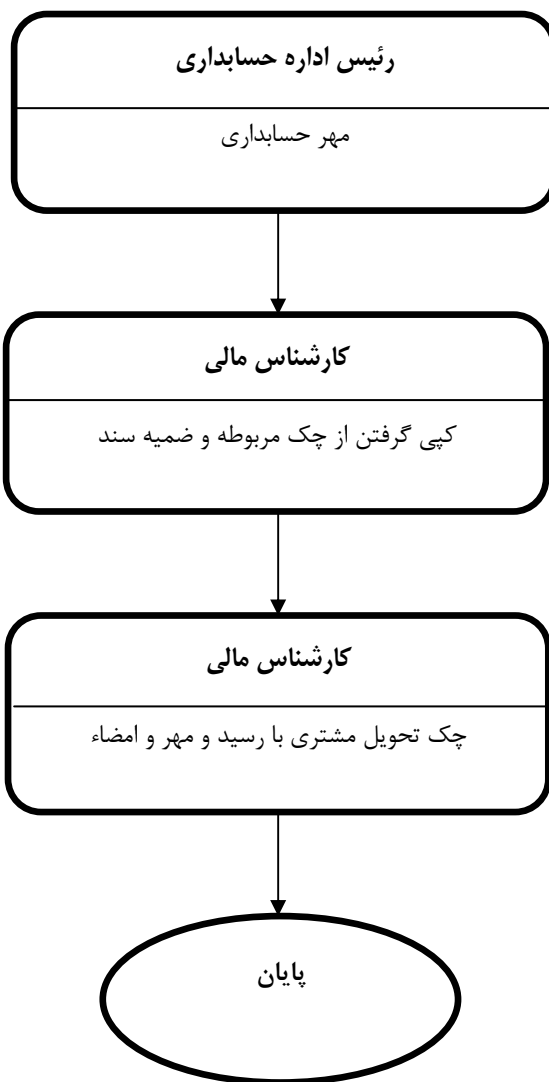 رئیس اداره حسابداری
مهر حسابداری
کارشناس مالی
کپی گرفتن از چک مربوطه و ضمیه سند
کارشناس مالی
چک تحویل مشتری با رسید و مهر و امضاء
پایان